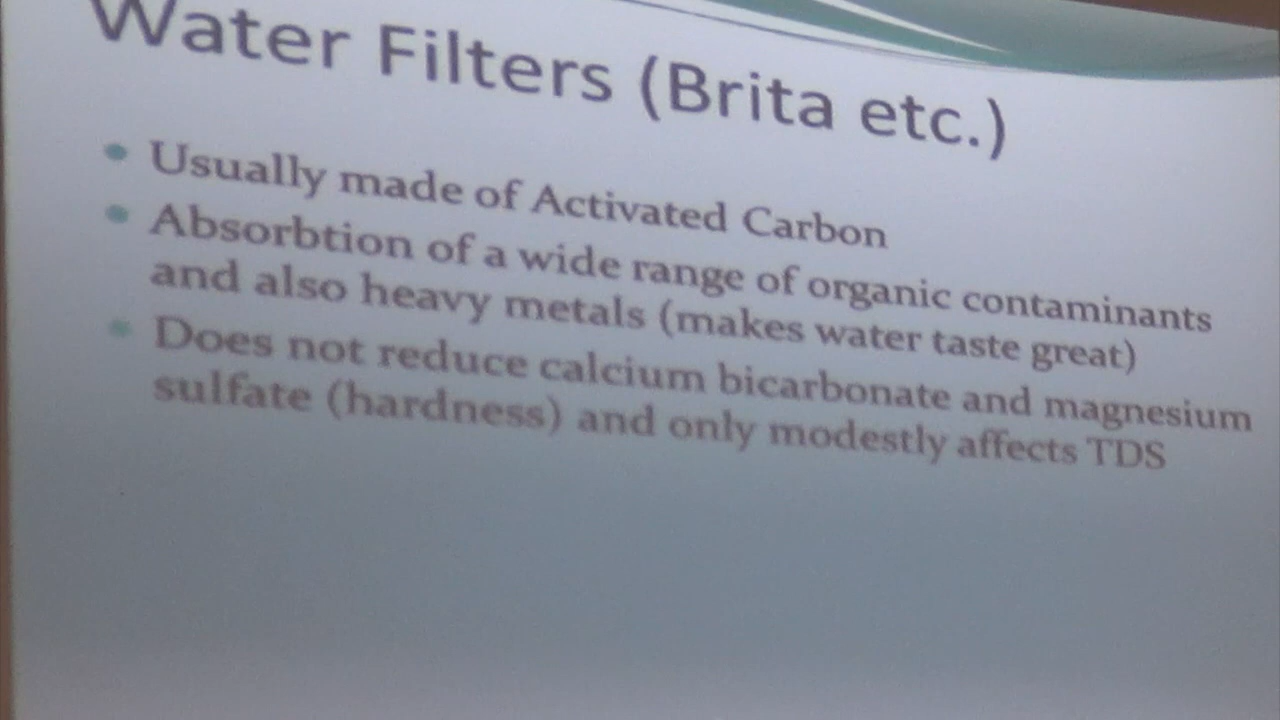 Water Filters (Brita etc.)
Usually made of Activated Carbon
Absorbtion of a wide range of organic contaminants
and also heavy metals (makes water taste great)
Does not reduce calcium bicarbonate and magnesium
sulfate (hardness) and only modestly affects TDS